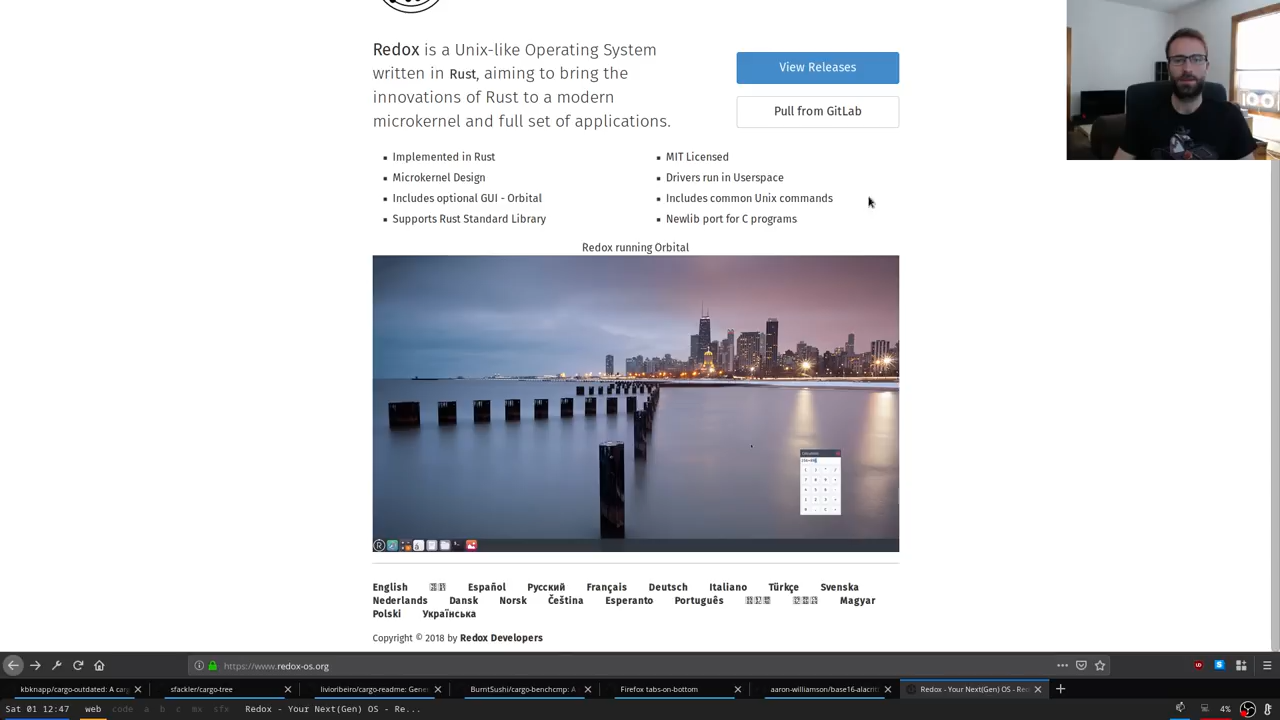 Redox is a Unix-like Operating System
written in Rust, aiming to bring the
innovations of Rust to a modern
microkernel and full set of applications.
View Releases
Pull from GitLab
Implemented in Rust
Microkernel Design
Includes optional GUI - Orbital
Supports Rust Standard Library
MIT Licensed
Drivers run in Userspace
Includes common Unix commands
Newlib port for C programs
Redox running Orbital
English Español Русский Français Deutsch Italiano Türkçe Svenska
Nederlands Dansk Norsk Čeština Esperanto Português Magyar
Polski Українська
Copyright © 2018 by Redox Developers
https://www.redox-os.org
kbknapp/cargo-outdated: A carg
sfackler/cargo-tree
livioribeiro/cargo-readme: Gene
BurntSushi/cargo-benchcmp: A
Firefox tabs-on-bottom
aaron-williamson/base16-alacrit
Redox - Your Next(Gen) OS - Rec
Sat 01 12:47 web code a b c mx sfx Redox - Your Next(Gen) OS - Re... 4%